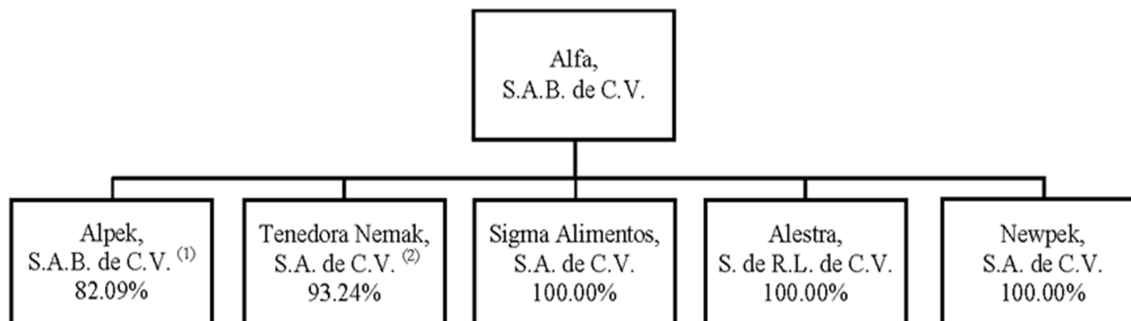 Alfa,
S.A.B. de C.V.
Alpek,
S.A.B. de C.V. (1)
82.09%
Tenedora Nemak,
S.A. de C.V. (2)
93.24%
Sigma Alimentos,
S.A. de C.V.
100.00%
Alestra,
S. de R.L. de C.V.
100.00%
Newpek,
S.A. de C.V.
100.00%